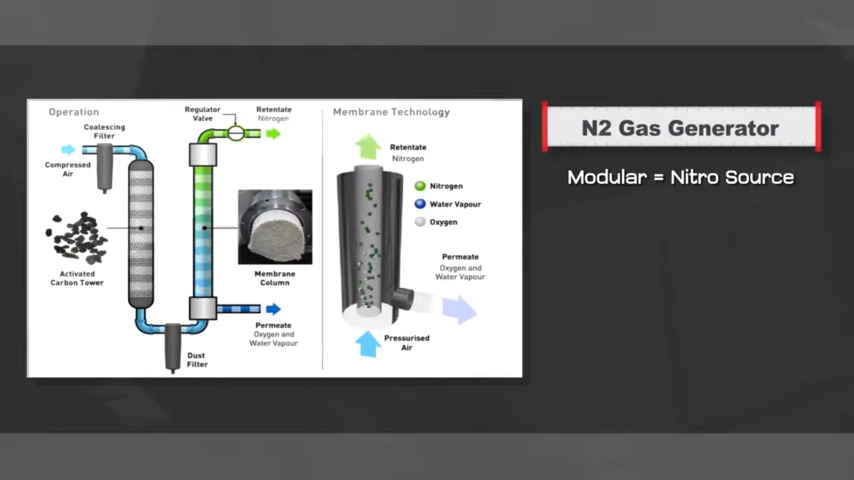 Operation
Coalescing
Filter
Compressed
Air
Activated
Carbon Tower
Regulator
Valve
Retentate
Nitrogen
Membrane
Column
Permeate
Oxygen and
Water Vapour
Dust
Filter
Membrane Technology
Retentate
Nitrogen
Nitrogen
Water Vapour
Oxygen
Permeate
Oxygen and
Water Vapour
Pressurised
Air
N2 Gas Generator
Modular = Nitro Source